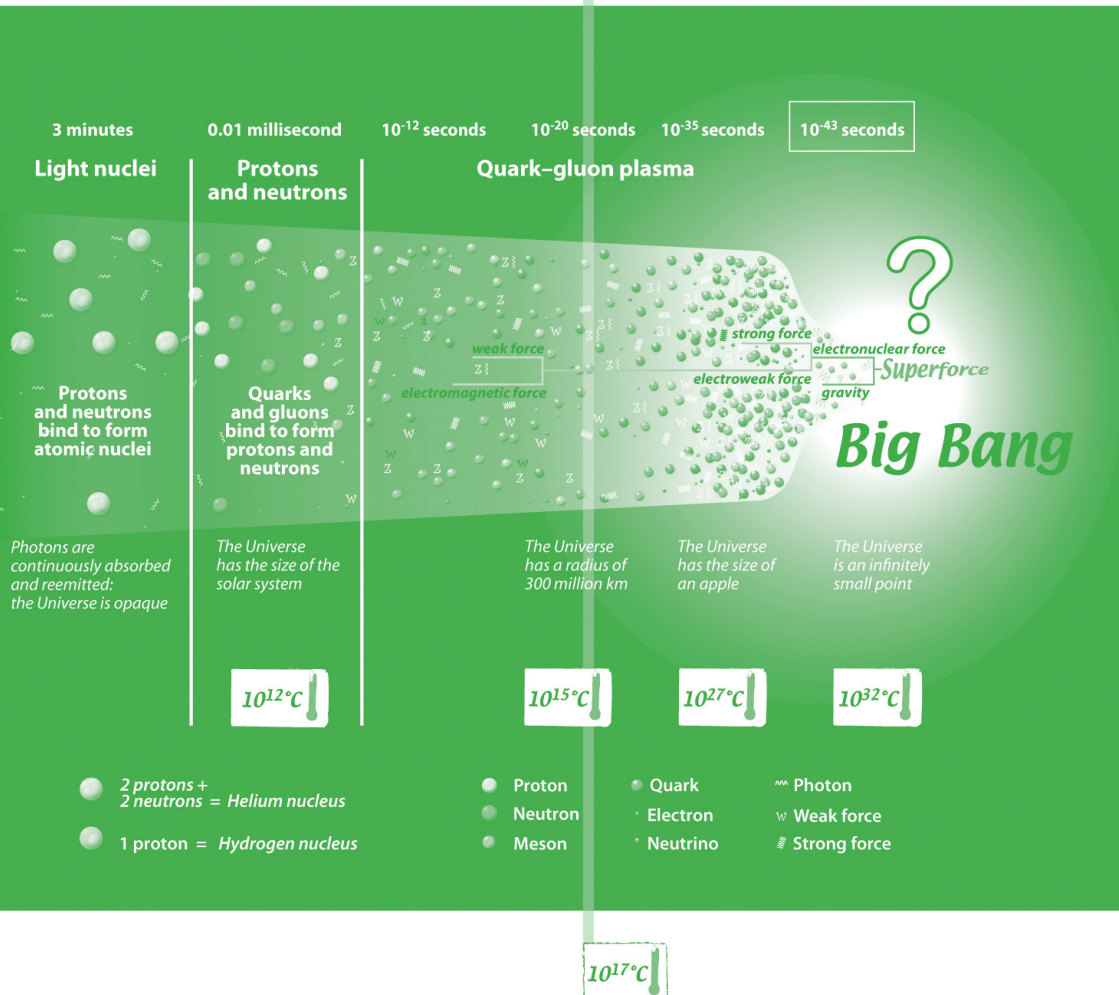 3 minutes
0.01 millisecond
10⁻¹² seconds
10⁻²⁰ seconds
10⁻³⁵ seconds
10⁻⁴³ seconds
Light nuclei
Protons
and neutrons
Quark–gluon plasma
?
strong force
electronuclear force
weak force
Superforce
electroweak force
electromagnetic force
gravity
Big Bang
Protons
and neutrons
bind to form
atomic nuclei
Quarks
and gluons
bind to form
protons and
neutrons
Photons are
continuously absorbed
and reemitted:
the Universe is opaque
The Universe
has the size of the
solar system
The Universe
has a radius of
300 million km
The Universe
has the size of
an apple
The Universe
is an infinitely
small point
10¹²°C
10¹⁵°C
10²⁷°C
10³²°C
2 protons +
2 neutrons = Helium nucleus
1 proton = Hydrogen nucleus
Proton
Neutron
Meson
Quark
Electron
Neutrino
Photon
W Weak force
Strong force
10¹⁷°C